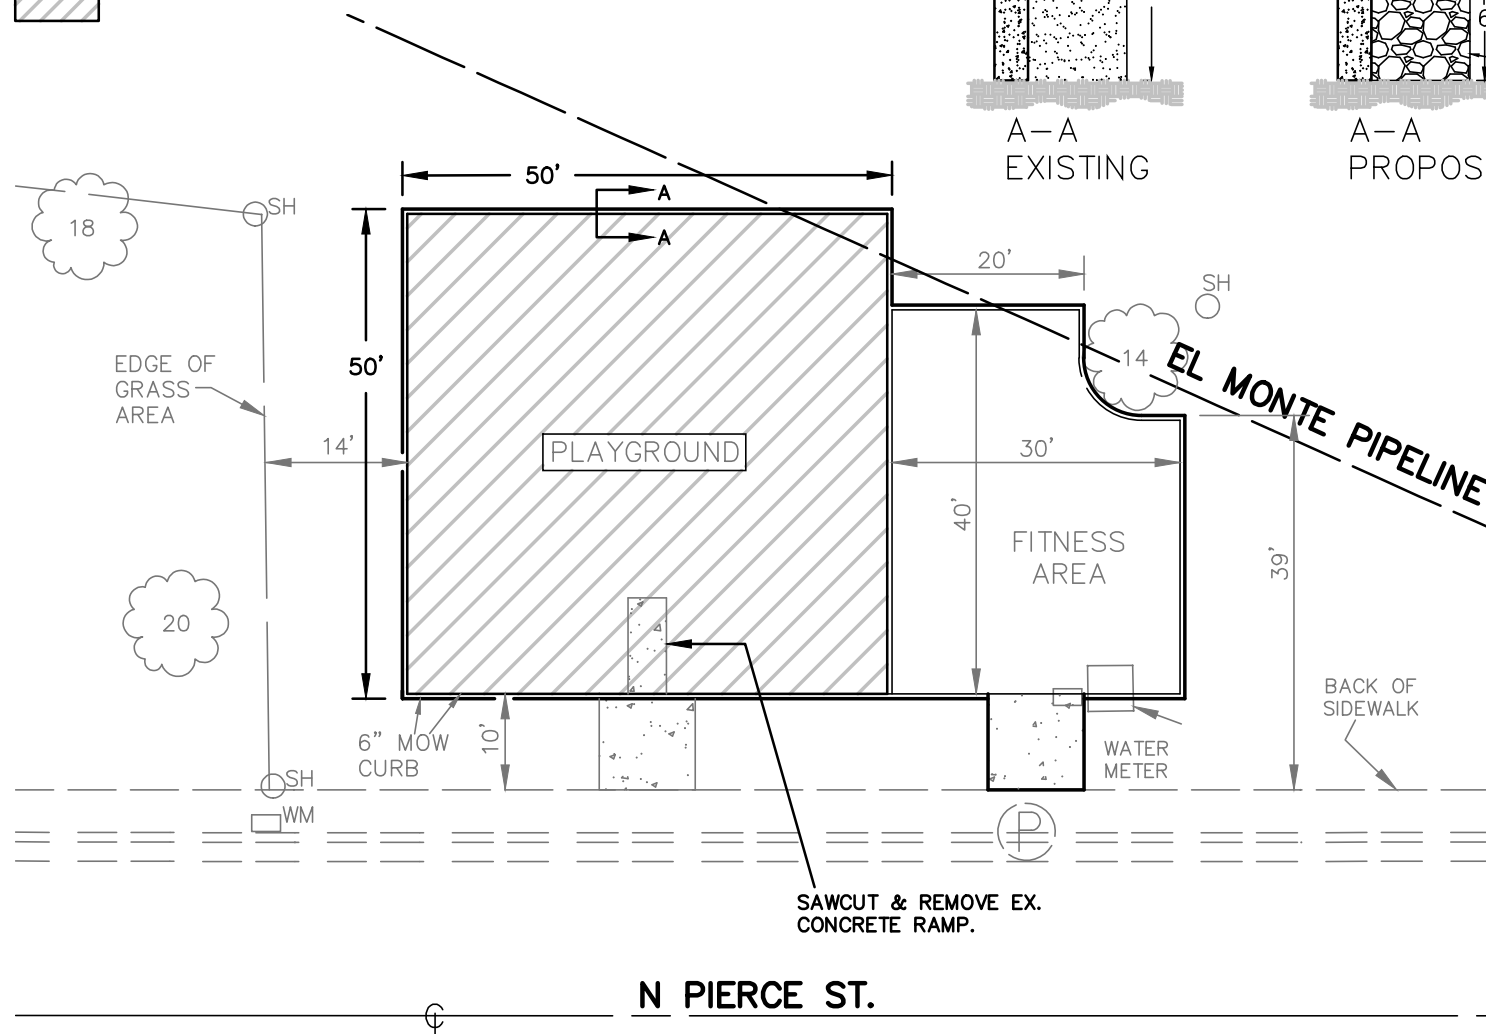 6
A-A
EXISTING
A-A
PROPOS
50'
A
A
18
SH
20'
SH
14
EL MONTE PIPELINE
50'
EDGE OF
GRASS
AREA
14'
PLAYGROUND
30'
40'
FITNESS
AREA
39'
20
6" MOW
CURB
10'
WATER
METER
BACK OF
SIDEWALK
SH
WM
P
SAWCUT & REMOVE EX.
CONCRETE RAMP.
N PIERCE ST.